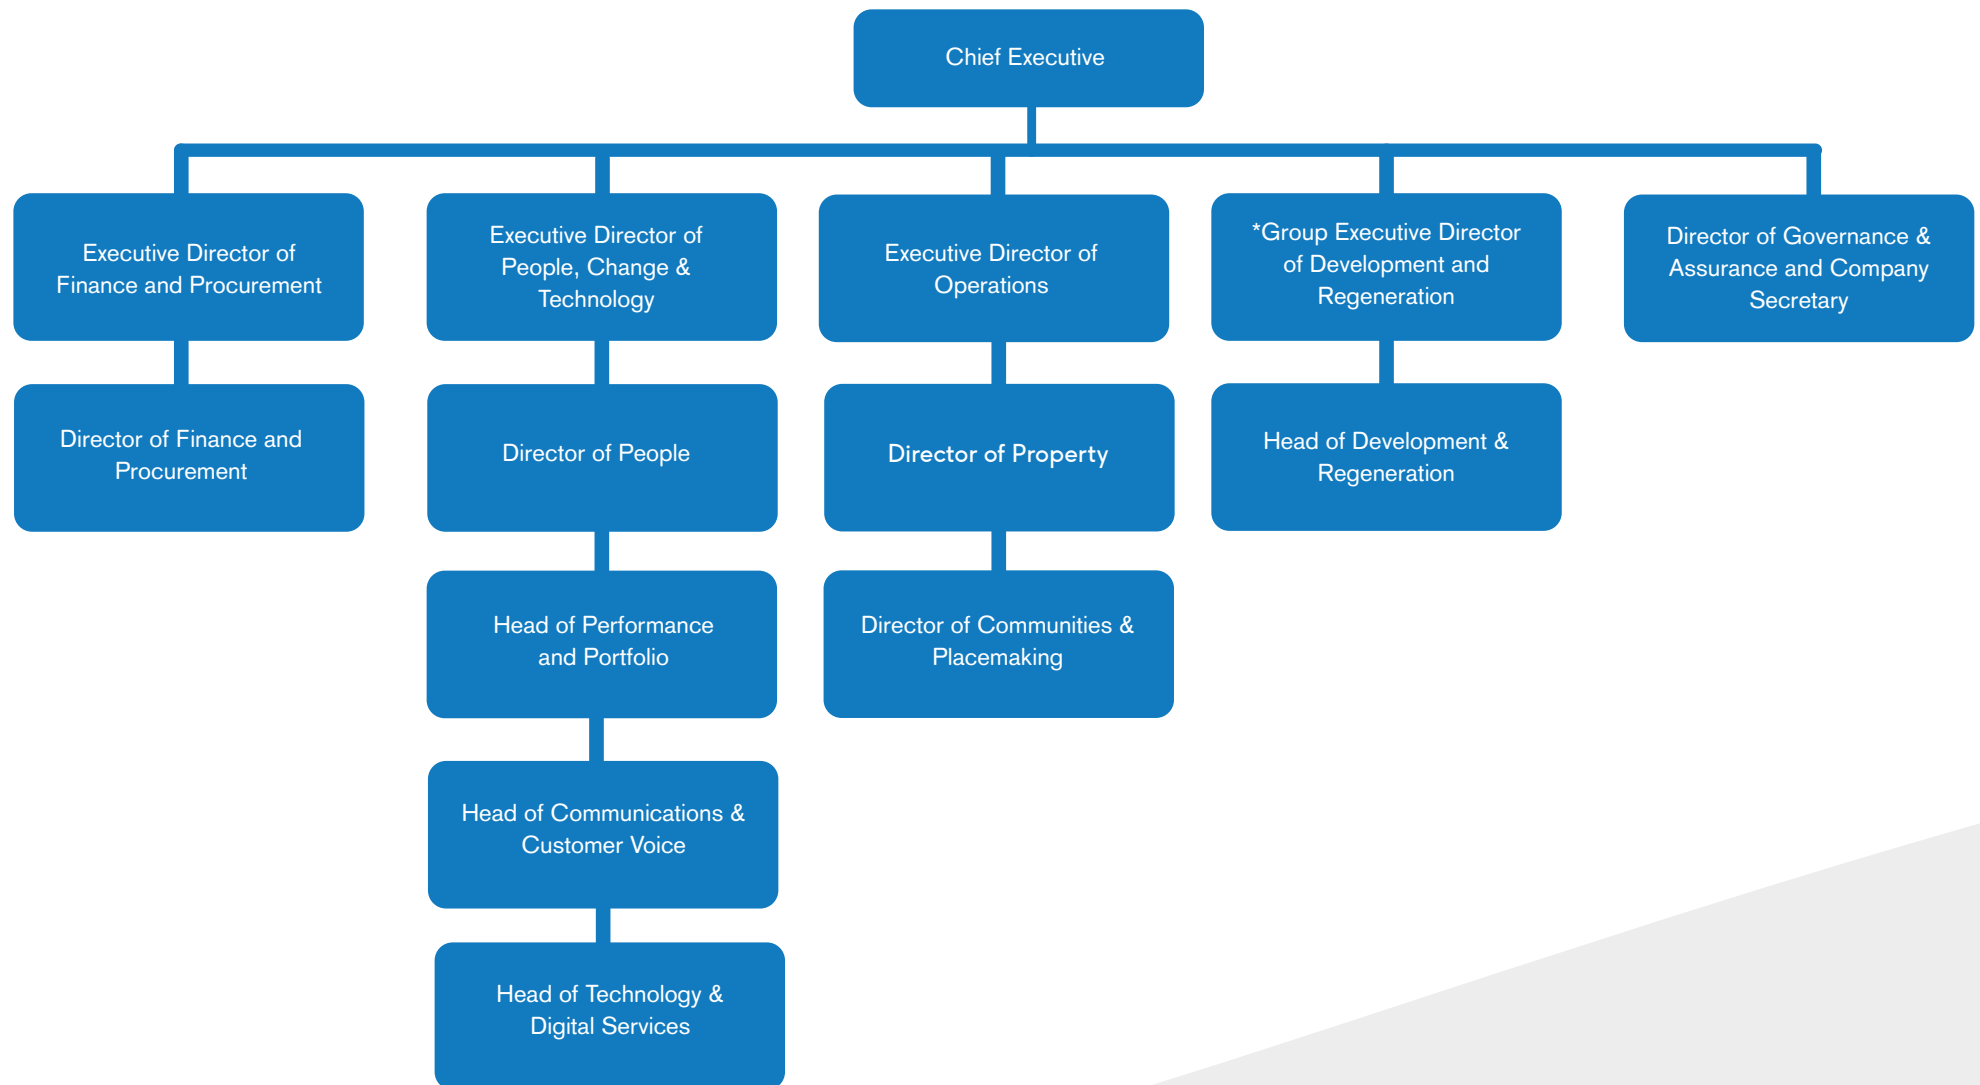 Chief Executive
Executive Director of
Finance and Procurement
Executive Director of
People, Change &
Technology
Executive Director of
Operations
*Group Executive Director
of Development and
Regeneration
Director of Governance &
Assurance and Company
Secretary
Director of Finance and
Procurement
Director of People
Director of Property
Head of Development &
Regeneration
Head of Performance
and Portfolio
Director of Communities &
Placemaking
Head of Communications &
Customer Voice
Head of Technology &
Digital Services